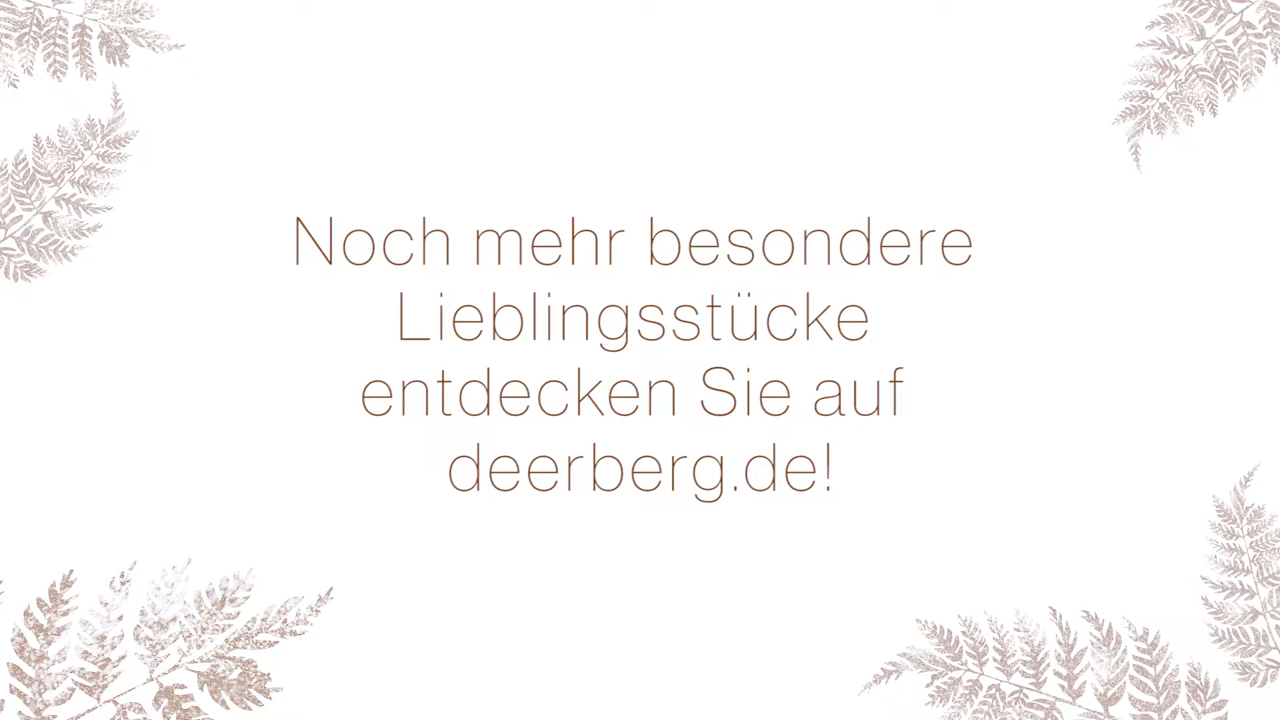 Noch mehr besondere
Lieblingsstücke
entdecken Sie auf
deerberg.de!